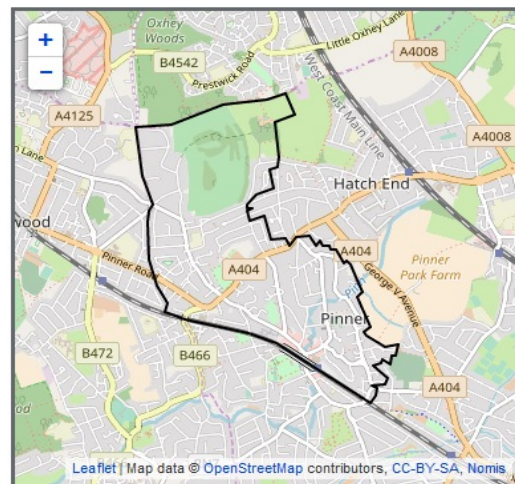 Oxhey
Woods
Little Oxhey Lane
+
−
B4542
Prestwick Road
A4008
West Coast Main Line
A4125
A4008
Lane
Hatch End
wood
A404
A404
Pinner
Park Farm
Pinner Road
A404
George V Avenue
Pinner
B472
B466
A404
Leaflet | Map data © OpenStreetMap contributors, CC-BY-SA, Nomis